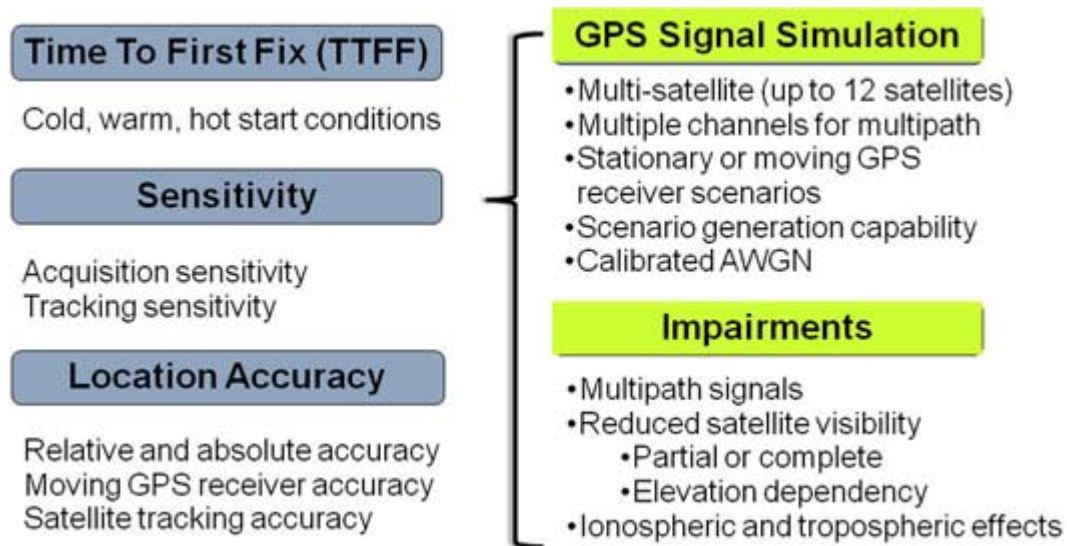 Time To First Fix (TTFF)
Cold, warm, hot start conditions
Sensitivity
Acquisition sensitivity
Tracking sensitivity
Location Accuracy
Relative and absolute accuracy
Moving GPS receiver accuracy
Satellite tracking accuracy
GPS Signal Simulation
•Multi-satellite (up to 12 satellites)
•Multiple channels for multipath
•Stationary or moving GPS
receiver scenarios
•Scenario generation capability
•Calibrated AWGN
Impairments
•Multipath signals
•Reduced satellite visibility
•Partial or complete
•Elevation dependency
•Ionospheric and tropospheric effects